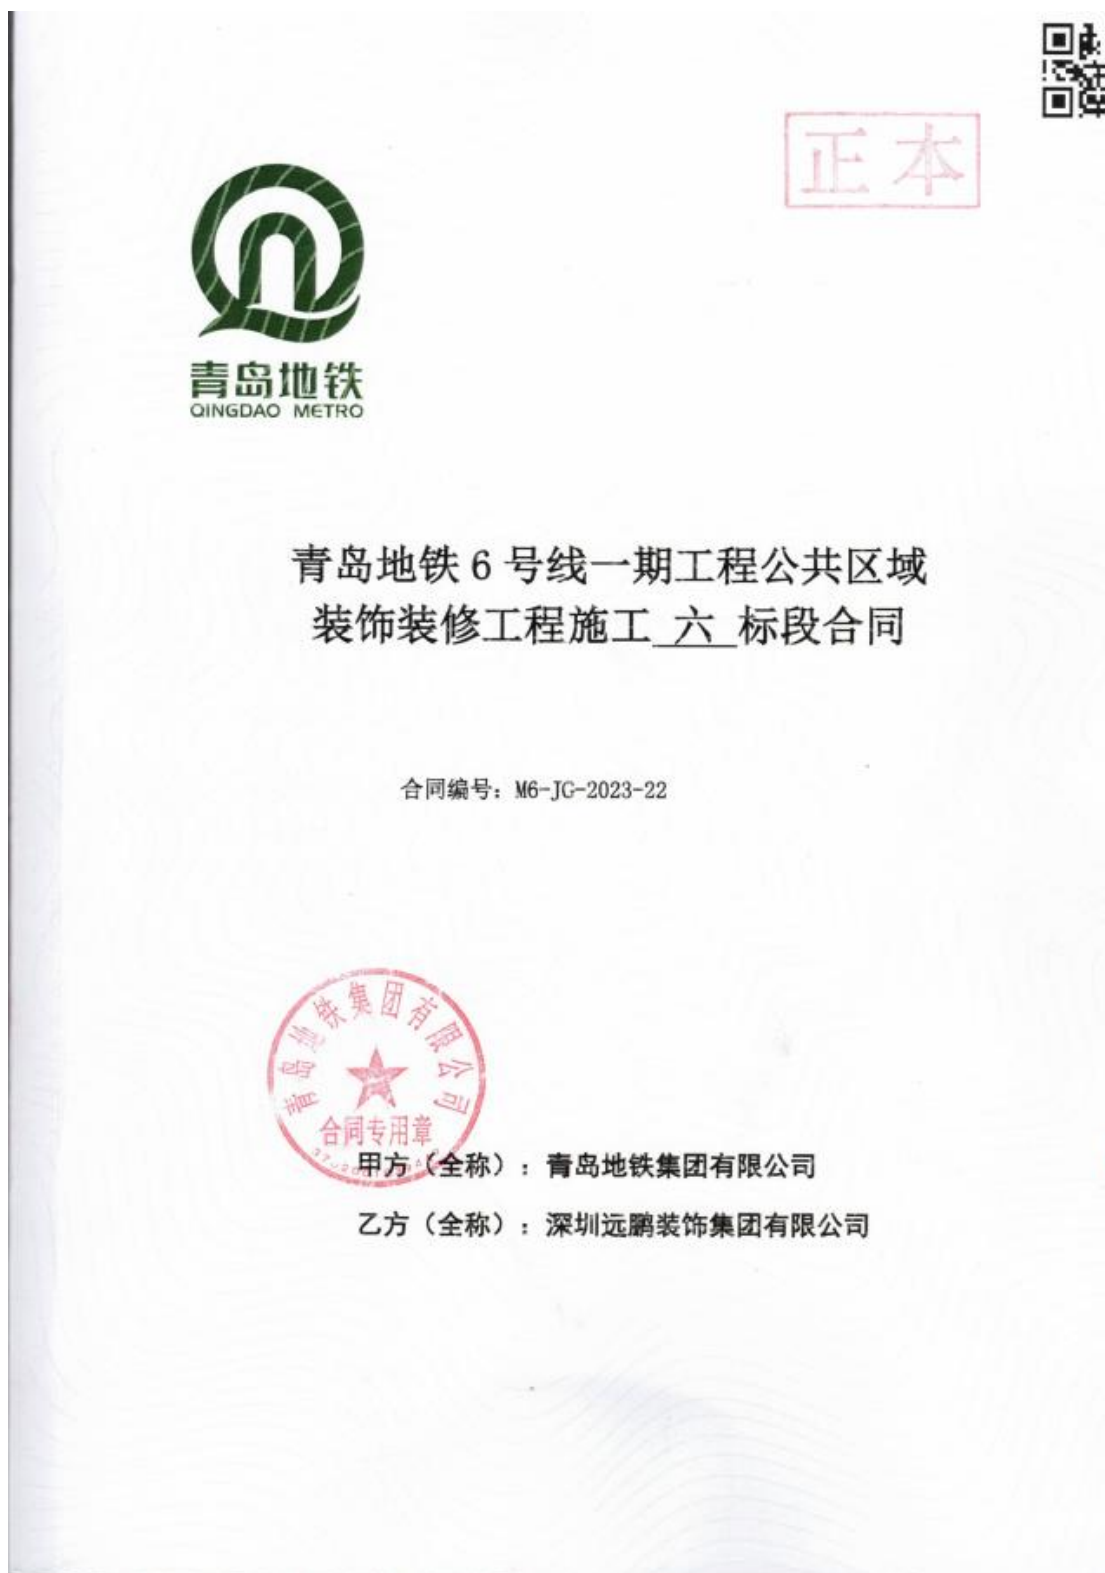 正本
青岛地铁
QINGDAO METRO
青岛地铁6号线一期工程公共区域
装饰装修工程施工 六 标段合同
合同编号：M6-JG-2023-22
青岛地铁集团有限公司
合同专用章
甲方（全称）：青岛地铁集团有限公司
乙方（全称）：深圳远鹏装饰集团有限公司